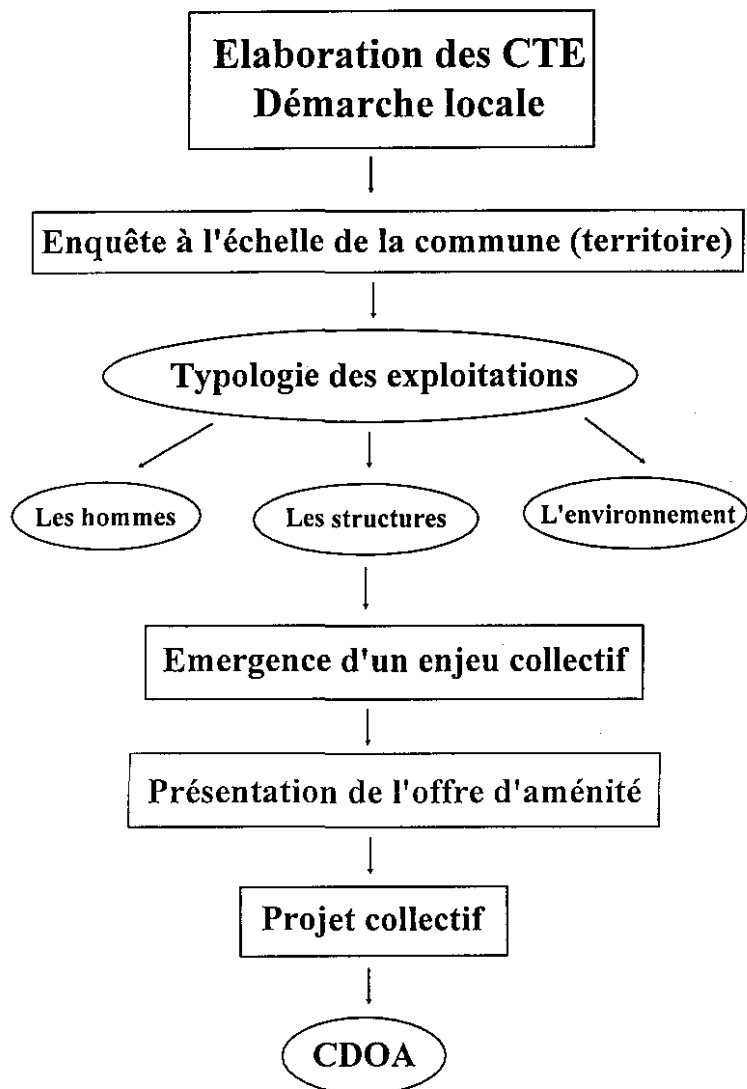 Elaboration des CTE
Démarche locale
Enquête à l'échelle de la commune (territoire)
Typologie des exploitations
Les hommes
Les structures
L'environnement
Emergence d'un enjeu collectif
Présentation de l'offre d'aménité
Projet collectif
CDOA